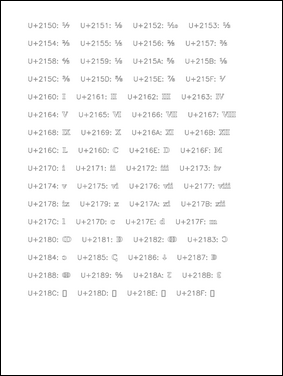 U+2150: ⅐ U+2151: ⅑ U+2152: ⅒ U+2153: ⅓
U+2154: ⅔ U+2155: ⅕ U+2156: ⅖ U+2157: ⅗
U+2158: ⅘ U+2159: ⅙ U+215A: ⅚ U+215B: ⅛
U+215C: ⅜ U+215D: ⅝ U+215E: ⅞ U+215F: ⅟
U+2160: Ⅰ U+2161: Ⅱ U+2162: Ⅲ U+2163: Ⅳ
U+2164: Ⅴ U+2165: Ⅵ U+2166: Ⅶ U+2167: Ⅷ
U+2168: Ⅸ U+2169: Ⅹ U+216A: Ⅺ U+216B: Ⅻ
U+216C: Ⅼ U+216D: Ⅽ U+216E: Ⅾ U+216F: Ⅿ
U+2170: ⅰ U+2171: ⅱ U+2172: ⅲ U+2173: ⅳ
U+2174: ⅴ U+2175: ⅵ U+2176: ⅶ U+2177: ⅷ
U+2178: ⅸ U+2179: ⅹ U+217A: ⅺ U+217B: ⅻ
U+217C: ⅼ U+217D: ⅽ U+217E: ⅾ U+217F: ⅿ
U+2180: ↀ U+2181: ↁ U+2182: ↂ U+2183: Ↄ
U+2184: ↄ U+2185: ↅ U+2186: ↆ U+2187: ↇ
U+2188: ↈ U+2189: ↉ U+218A: ↊ U+218B: ↋
U+218C: U+218D: U+218E: U+218F: